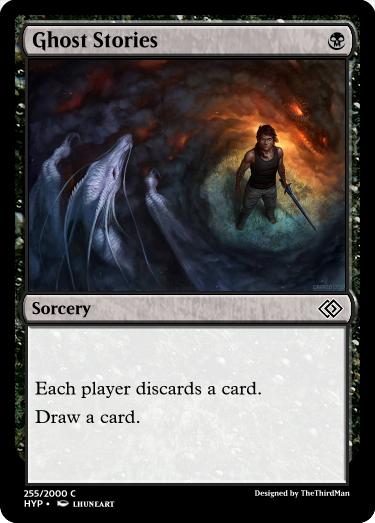 Ghost Stories
Sorcery
Each player discards a card.
Draw a card.
255/2000 C
Designed by TheThirdMan
HYP • LHUNEART